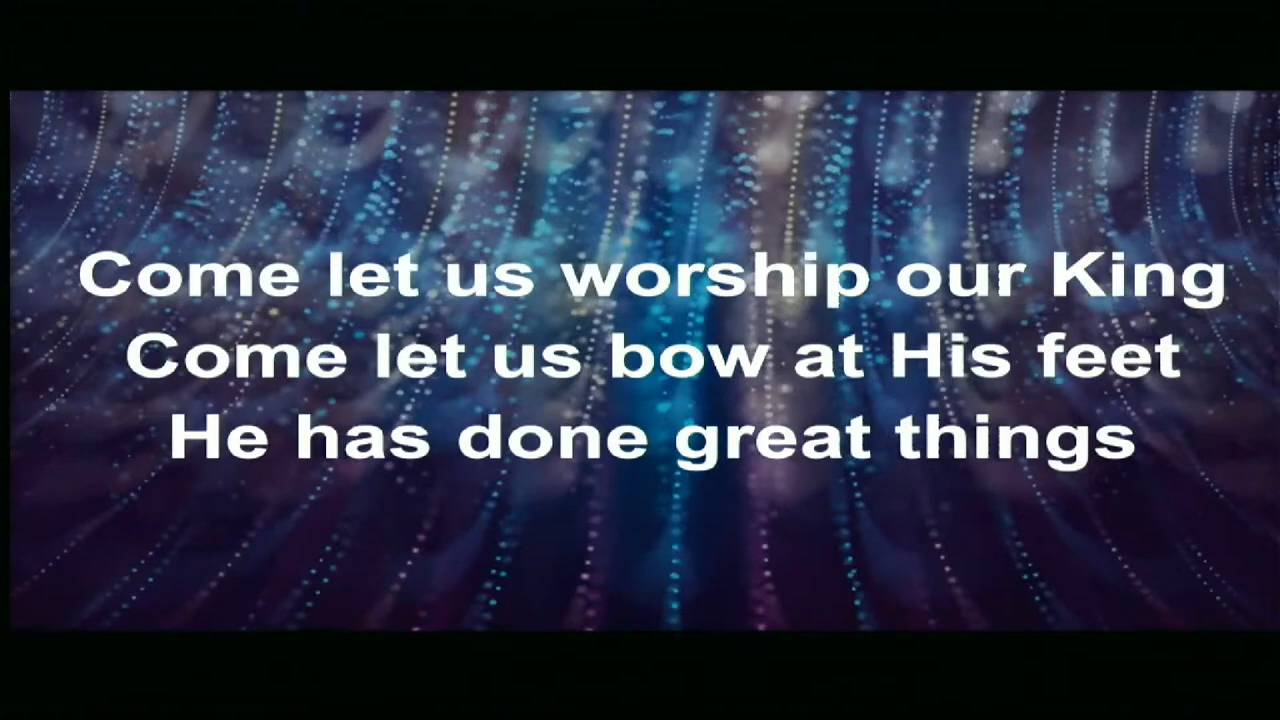 Come let us worship our King
Come let us bow at His feet
He has done great things